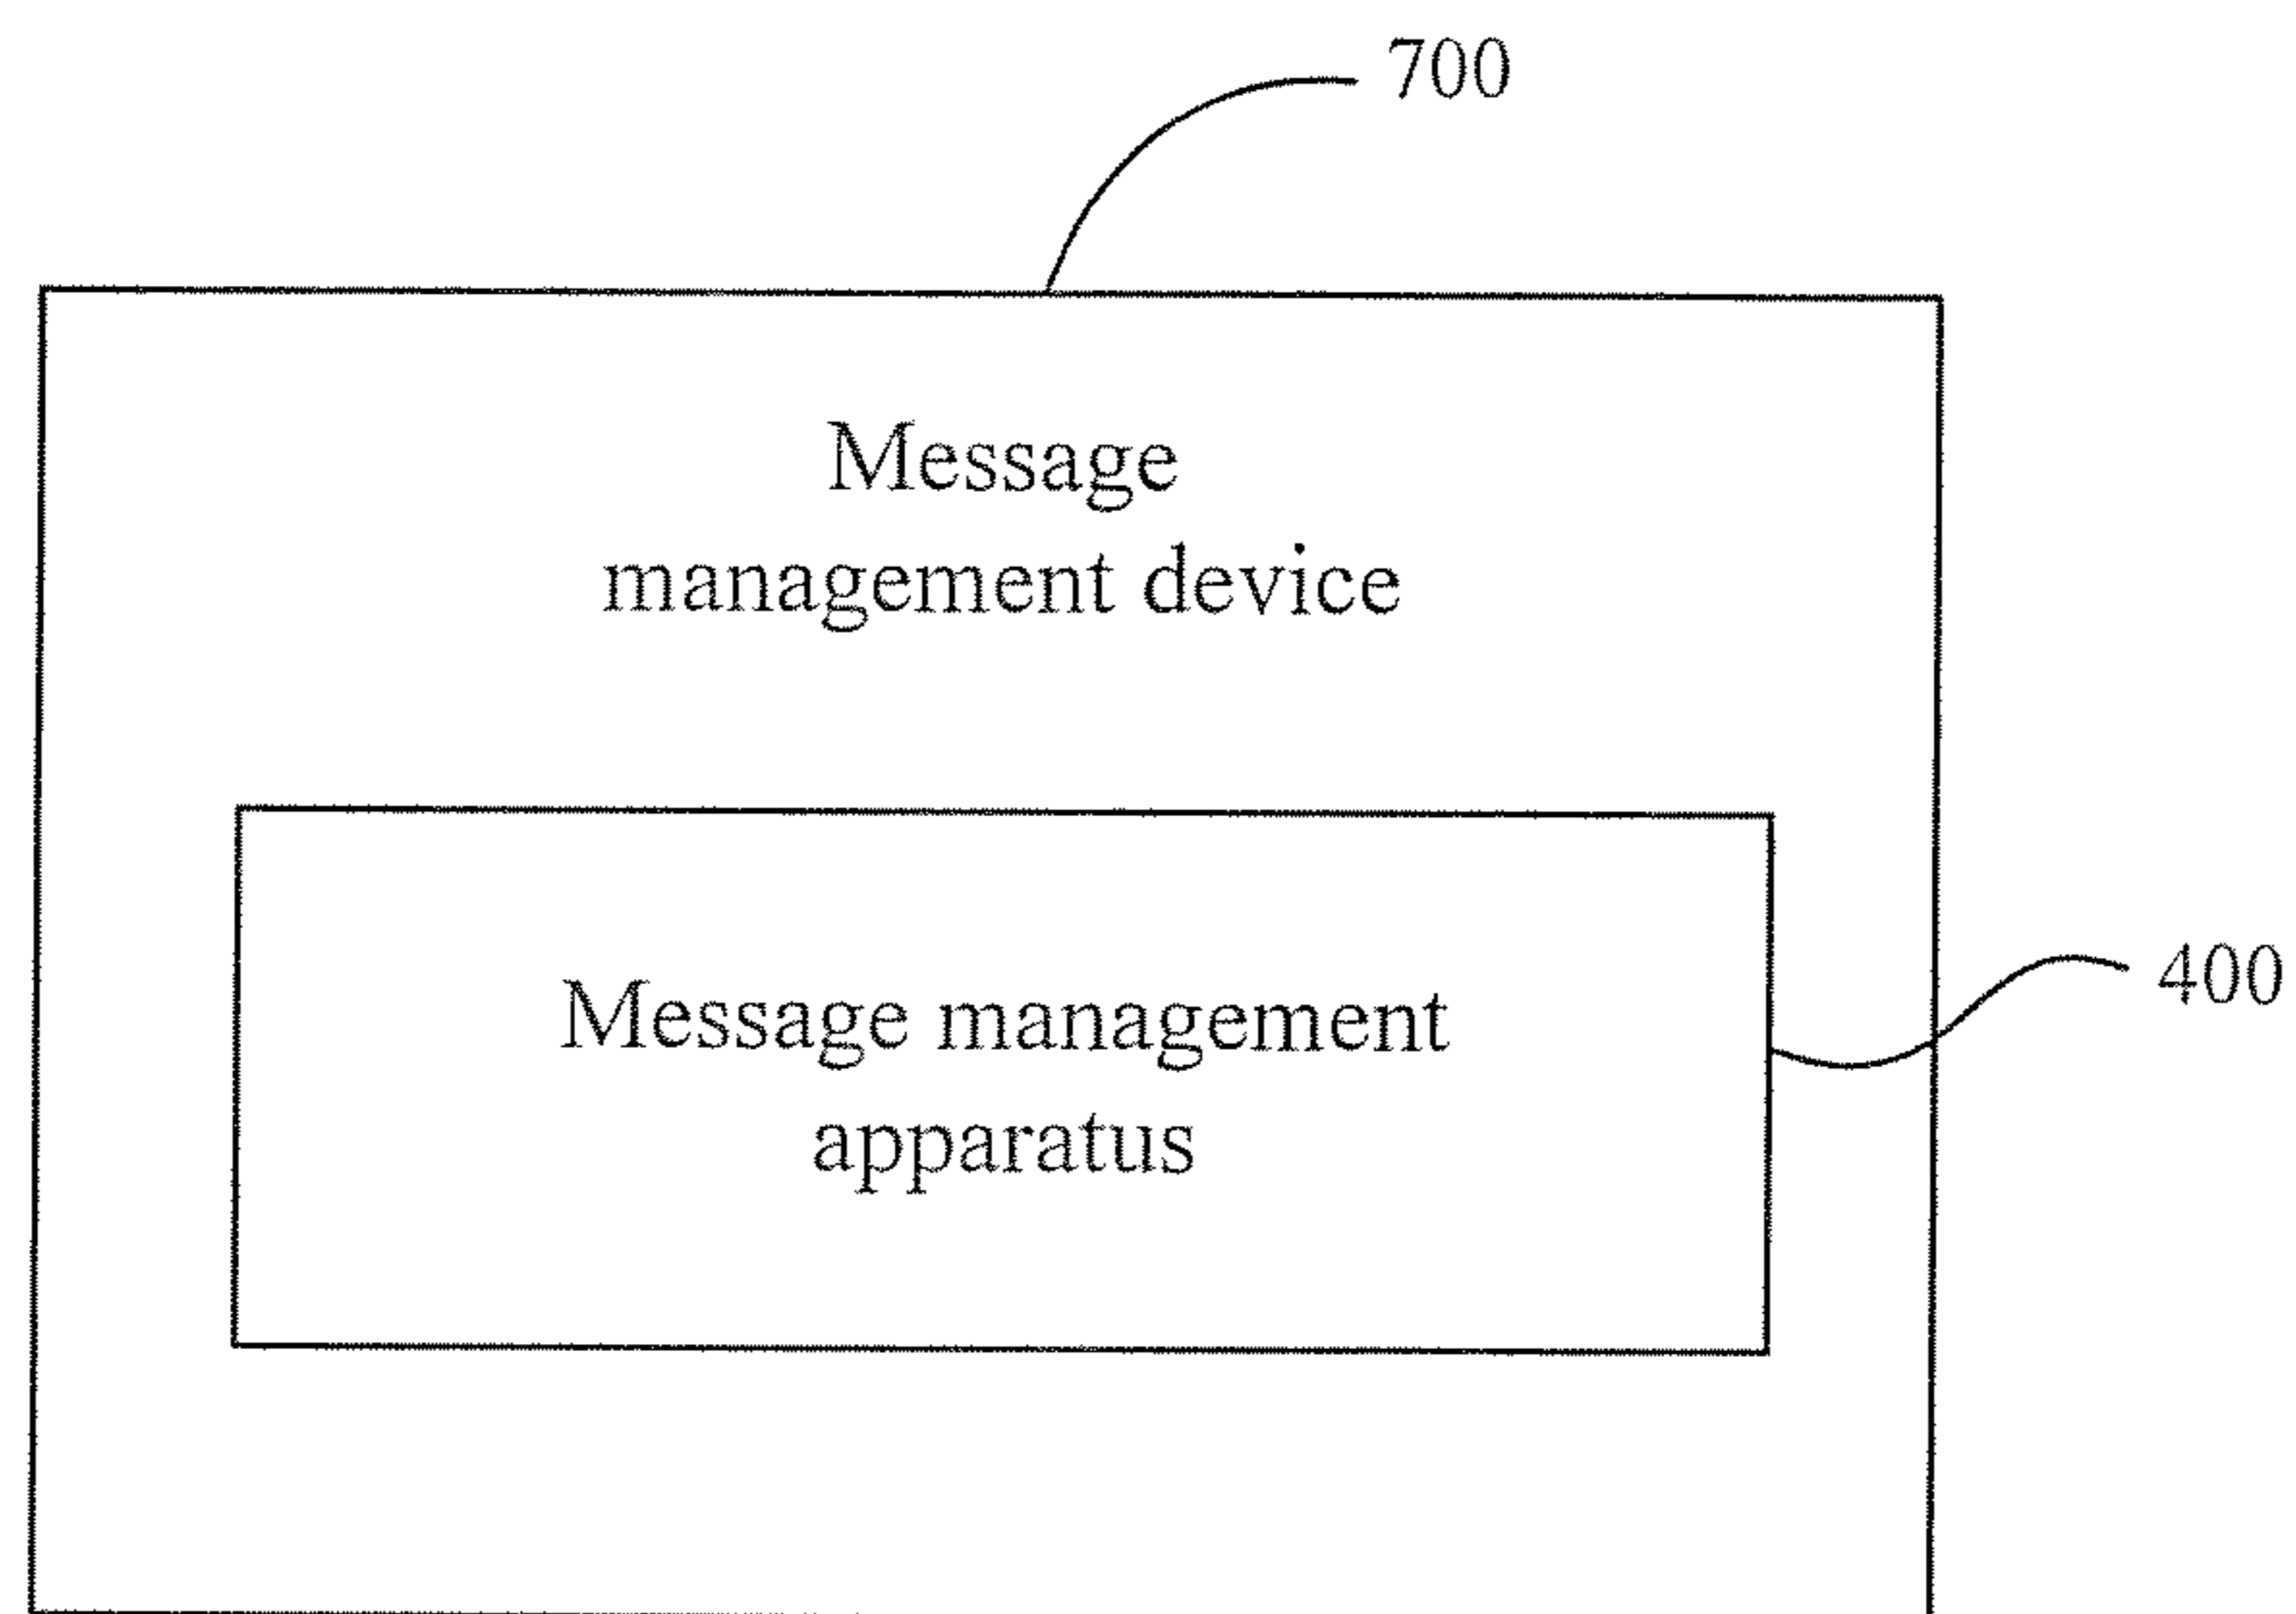 700
Message
management device
Message management
apparatus
400